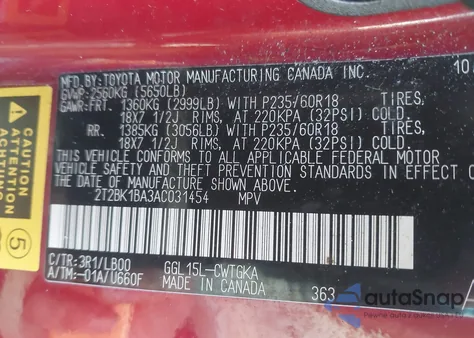 MFD.BY: TOYOTA MOTOR MANUFACTURING CANADA INC. 10
GVWR: 2560KG (5650LB)
GAWR: FRT. 1360KG (2999LB) WITH P235/60R18 TIRES,
18X7 1/2J RIMS, AT 220KPA (32PSI) COLD.
RR. 1385KG (3056LB) WITH P235/60R18 TIRES,
18X7 1/2J RIMS, AT 220KPA (32PSI) COLD.
THIS VEHICLE CONFORMS TO ALL APPLICABLE FEDERAL MOTOR
VEHICLE SAFETY AND THEFT PREVENTION STANDARDS IN EFFECT O
THE DATE OF MANUFACTURE SHOWN ABOVE.
2T2BK1BA3AC031454 MPV
5
C/TR: 3R1/LB00 GGL15L-CWTGKA
A/TM: -01A/U660F MADE IN CANADA 363
autoSnap